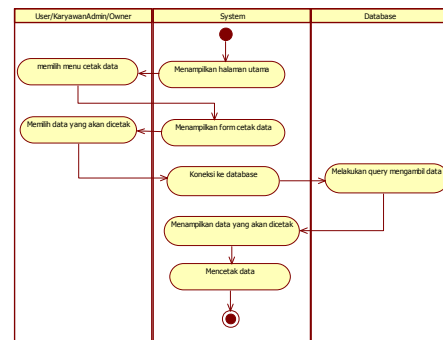 User/KaryawanAdmin/Owner
System
Database
Menampilkan halaman utama
memilih menu cetak data
Menampilkan form cetak data
Memilih data yang akan dicetak
Koneksi ke database
Melakukan query mengambil data
Menampilkan data yang akan dicetak
Mencetak data